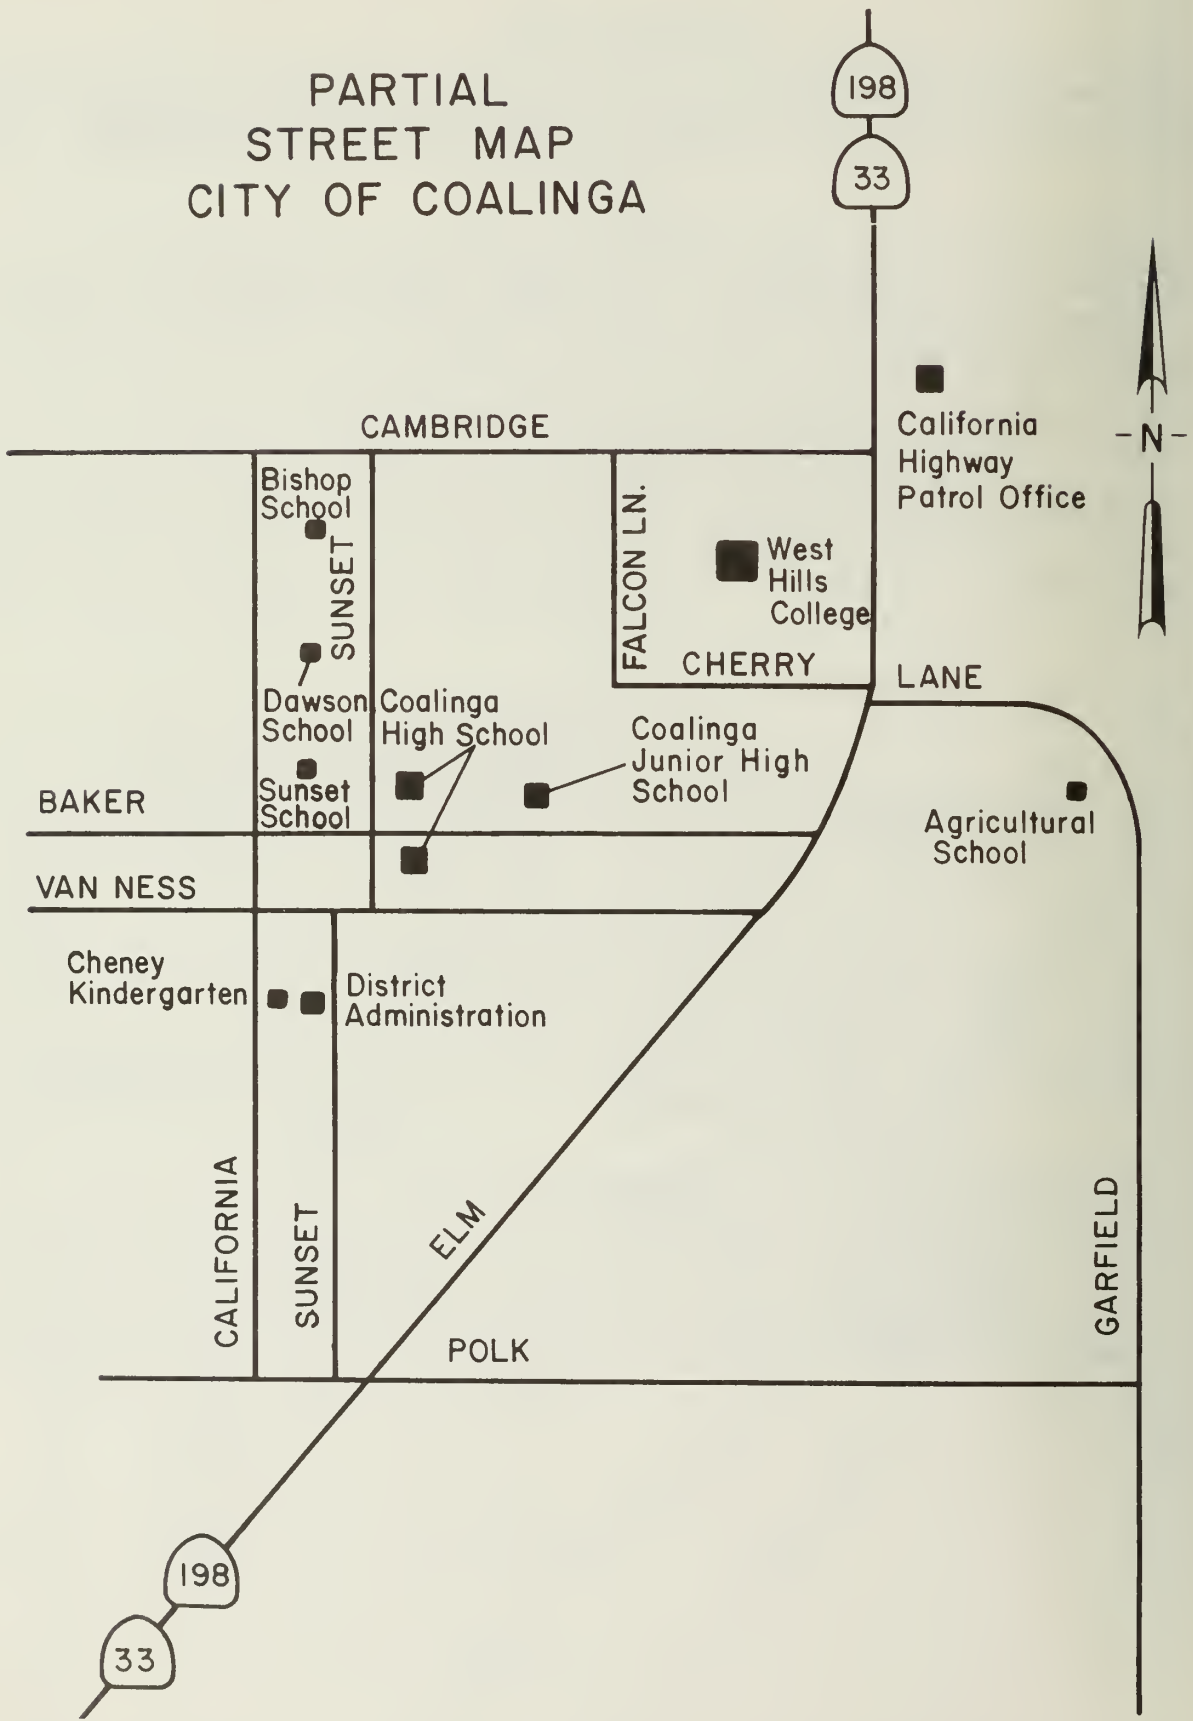 PARTIAL
STREET MAP
CITY OF COALINGA
198
33
CAMBRIDGE
California
Highway
Patrol Office
-N-
Bishop
School
SUNSET
FALCON LN.
West
Hills
College
CHERRY
LANE
Dawson
School
Coalinga
High School
Coalinga
Junior High
School
Sunset
School
BAKER
Agricultural
School
VAN NESS
Cheney
Kindergarten
District
Administration
CALIFORNIA
SUNSET
ELM
GARFIELD
POLK
198
33